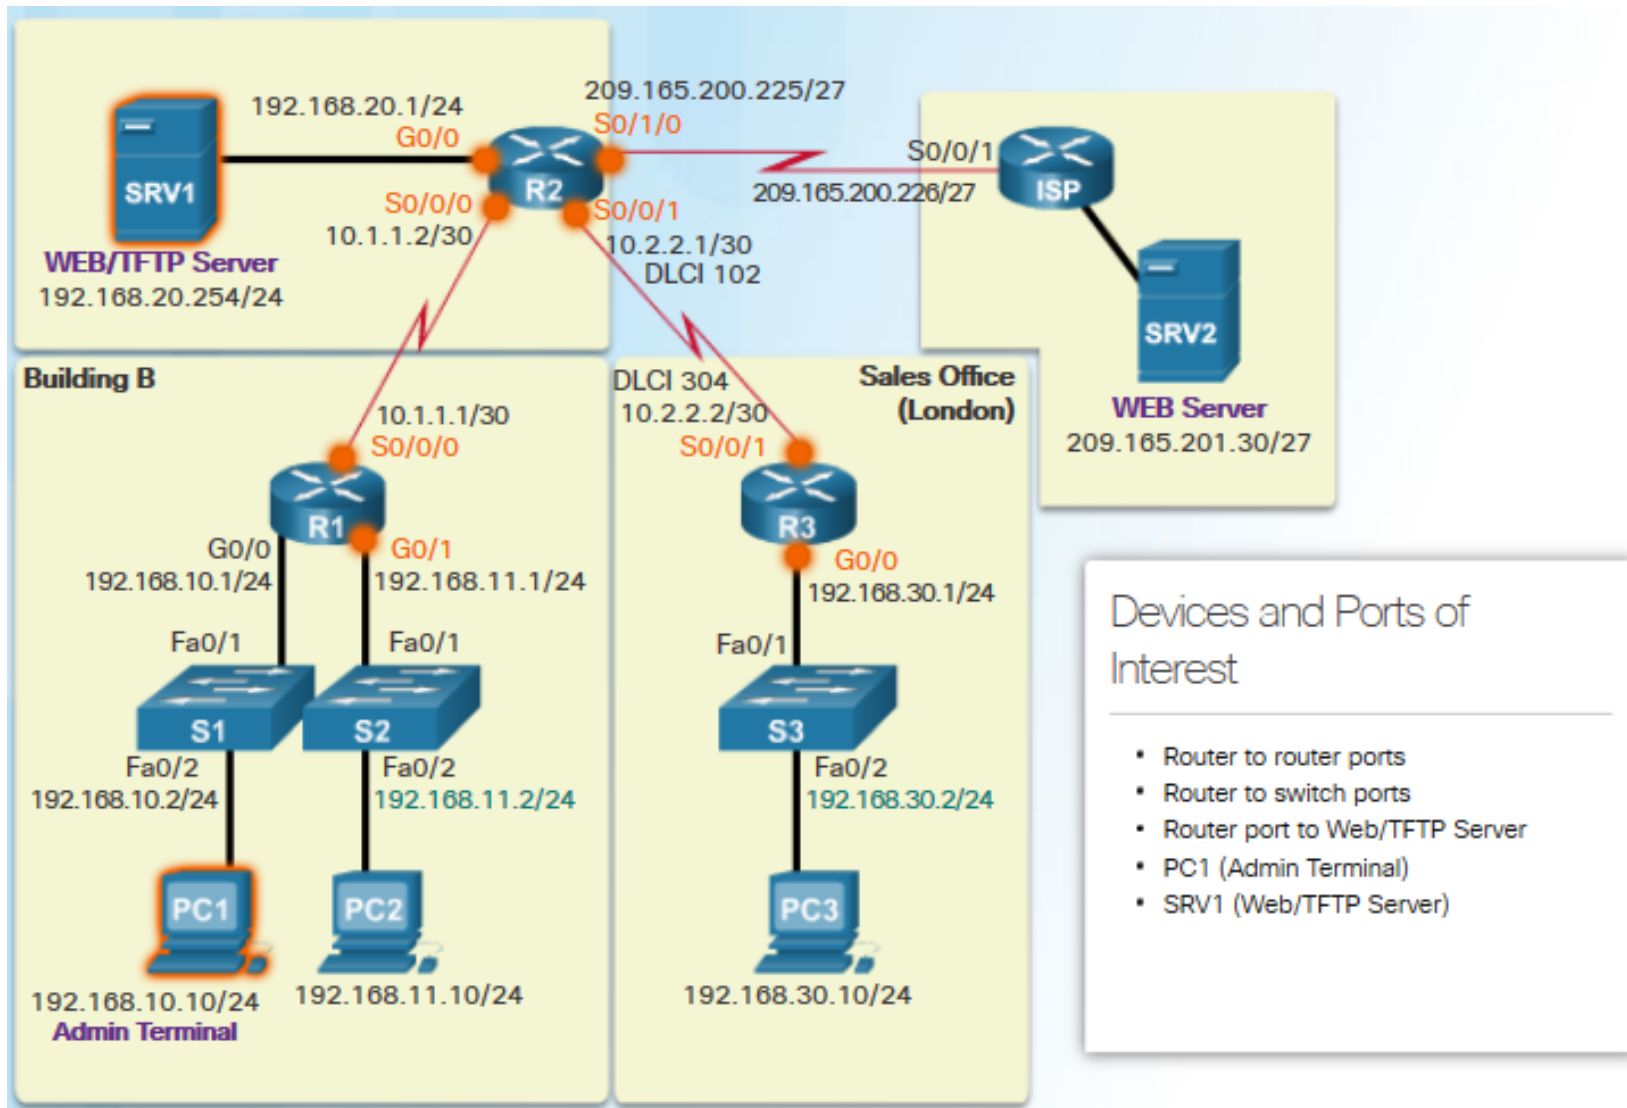 209.165.200.225/27
192.168.20.1/24
S0/1/0
G0/0
S0/0/1
SRV1
R2
ISP
209.165.200.226/27
S0/0/0
S0/0/1
10.1.1.2/30
10.2.2.1/30
WEB/TFTP Server
DLCI 102
192.168.20.254/24
SRV2
Building B
DLCI 304
Sales Office
(London)
10.1.1.1/30
10.2.2.2/30
WEB Server
S0/0/0
S0/0/1
209.165.201.30/27
R1
R3
G0/0
G0/1
G0/0
192.168.10.1/24
192.168.11.1/24
192.168.30.1/24
Fa0/1
Fa0/1
Fa0/1
S1
S2
S3
Fa0/2
Fa0/2
Fa0/2
192.168.10.2/24
192.168.11.2/24
192.168.30.2/24
PC1
PC2
PC3
192.168.10.10/24
192.168.11.10/24
192.168.30.10/24
Admin Terminal
Devices and Ports of
Interest
• Router to router ports
• Router to switch ports
• Router port to Web/TFTP Server
• PC1 (Admin Terminal)
• SRV1 (Web/TFTP Server)